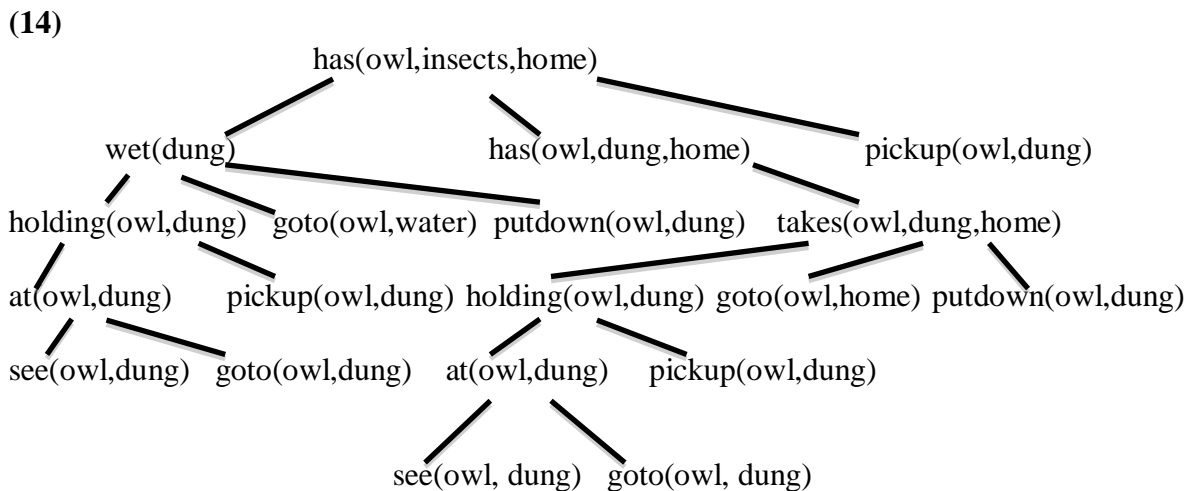 (14)
has(owl,insects,home)
wet(dung) has(owl,dung,home) pickup(owl,dung)
holding(owl,dung) goto(owl,water) putdown(owl,dung) takes(owl,dung,home)
at(owl,dung) pickup(owl,dung) holding(owl,dung) goto(owl,home) putdown(owl,dung)
see(owl,dung) goto(owl,dung) at(owl,dung) pickup(owl,dung)
see(owl, dung) goto(owl, dung)